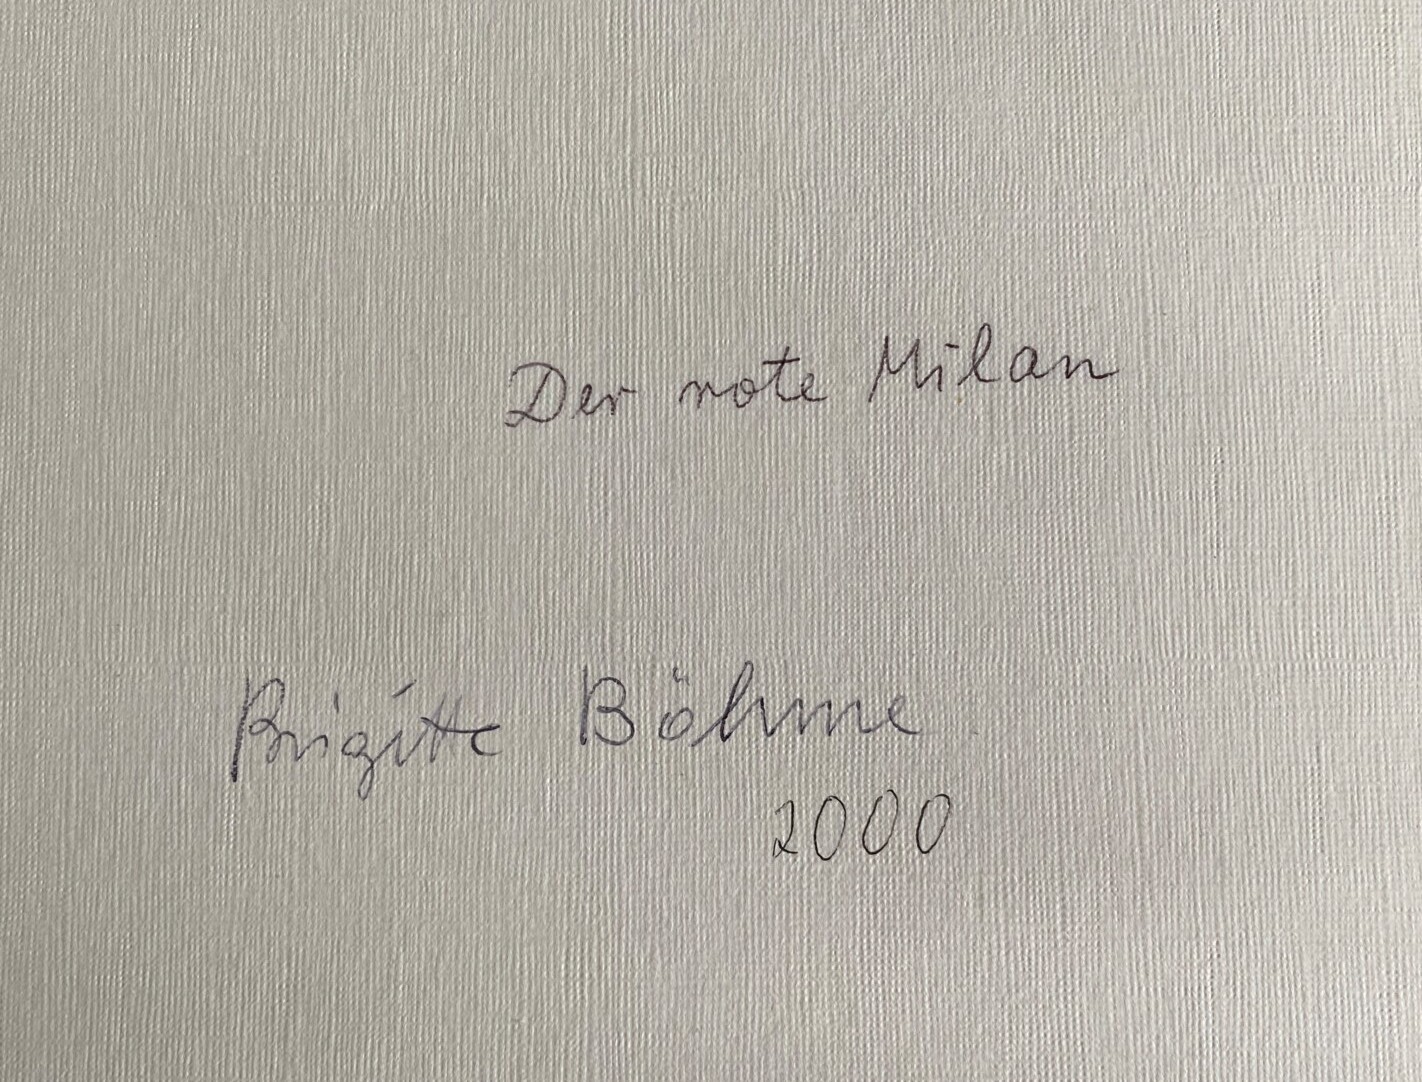 Der rote Milan
Brigitte Böhme
2000